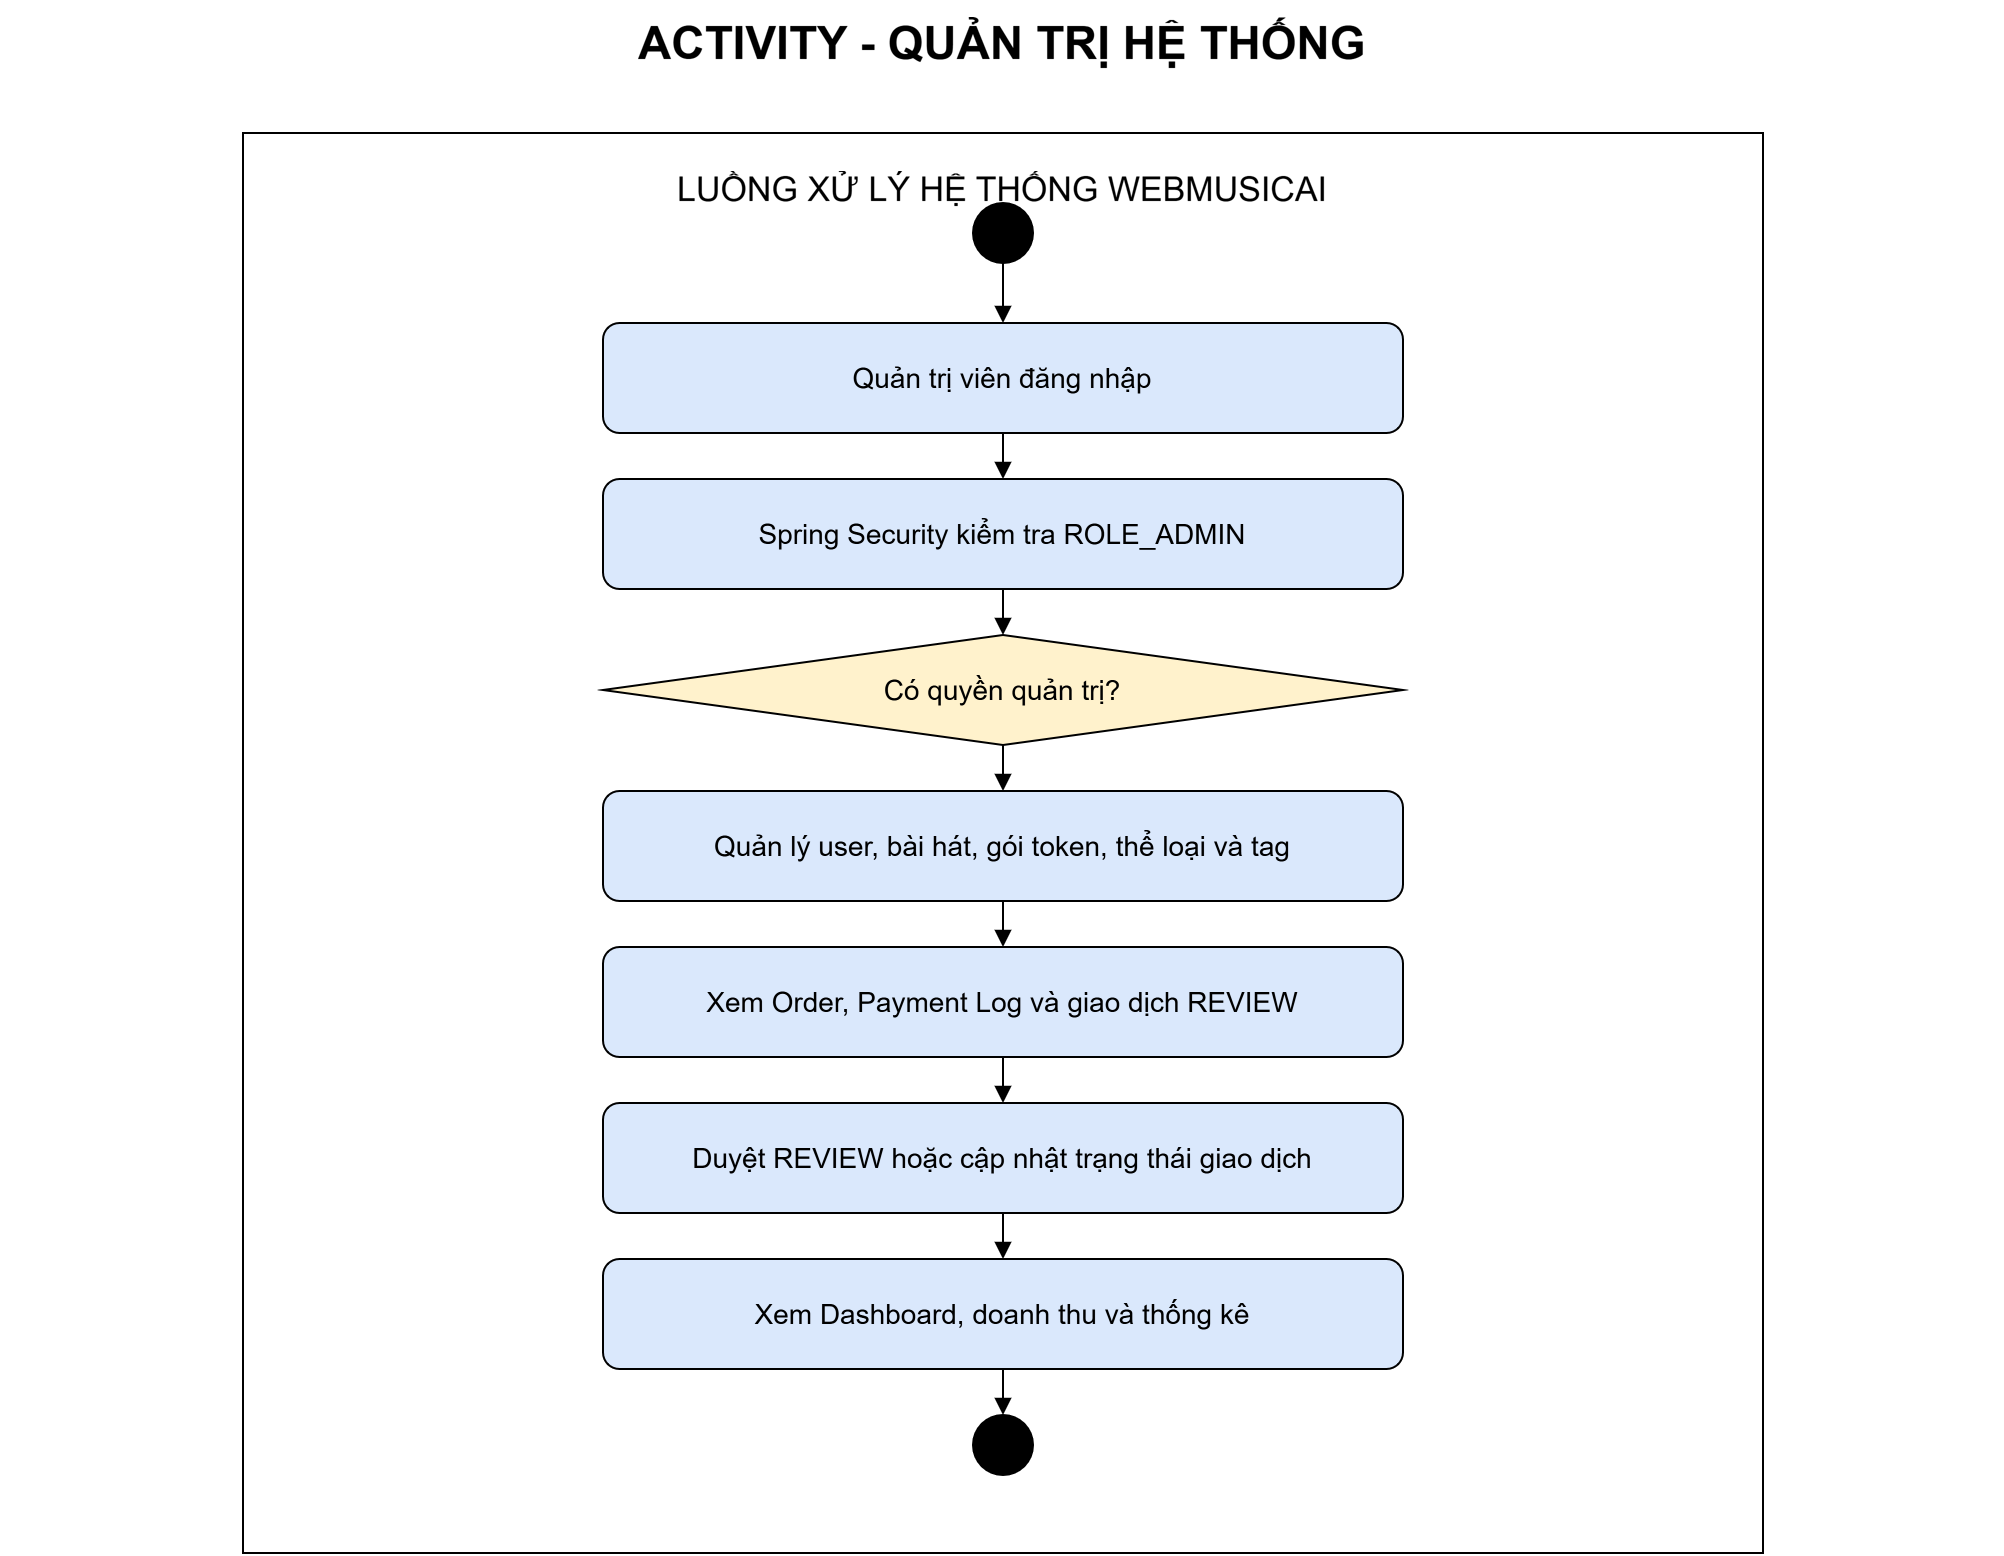 ACTIVITY - QUẢN TRỊ HỆ THỐNG
LUỒNG XỬ LÝ HỆ THỐNG WEBMUSICAI
Quản trị viên đăng nhập
Spring Security kiểm tra ROLE_ADMIN
Có quyền quản trị?
Quản lý user, bài hát, gói token, thể loại và tag
Xem Order, Payment Log và giao dịch REVIEW
Duyệt REVIEW hoặc cập nhật trạng thái giao dịch
Xem Dashboard, doanh thu và thống kê